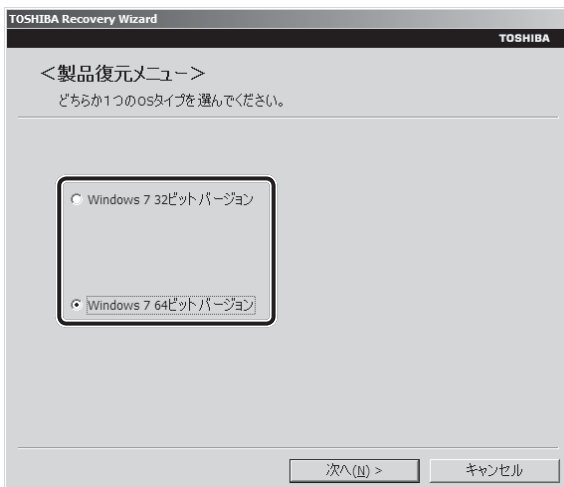 TOSHIBA Recovery Wizard
TOSHIBA
＜製品復元メニュー＞
どちらか1つのOSタイプを選んでください。
Windows 7 32ビットバージョン
Windows 7 64ビットバージョン
次へ(N) >
キャンセル